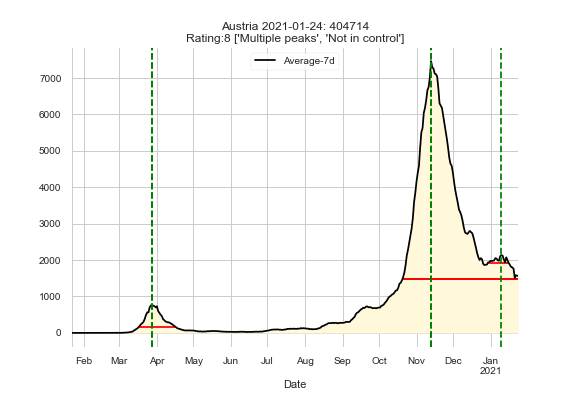 Austria 2021-01-24: 404714
Rating:8 ['Multiple peaks', 'Not in control']
Average-7d
7000
6000
5000
4000
3000
2000
1000
0
Feb Mar Apr May Jun Jul Aug Sep Oct Nov Dec Jan
2021
Date